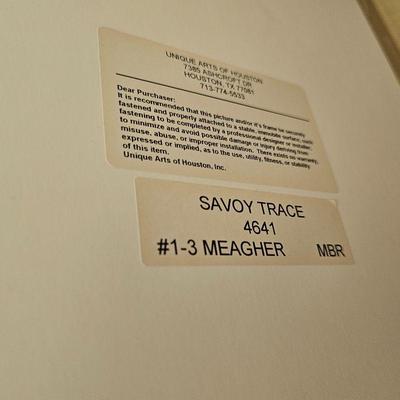 UNIQUE ARTS OF HOUSTON
7385 ASHCROFT DR
HOUSTON, TX 77081
713-774-5533
Dear Purchaser:
It is recommended that this picture and/or it's frame be securely
fastened and properly attached to a stable, immobile surface, such
fastening to be completed by a professional designer or installer,
to minimize and avoid possible damage or injury deriving from
misuse, abuse, or improper installation. There exists no warranty,
expressed or implied, as to the use, utility, fitness, or stability
of this item.
Unique Arts of Houston, Inc.
SAVOY TRACE
4641
#1-3 MEAGHER MBR